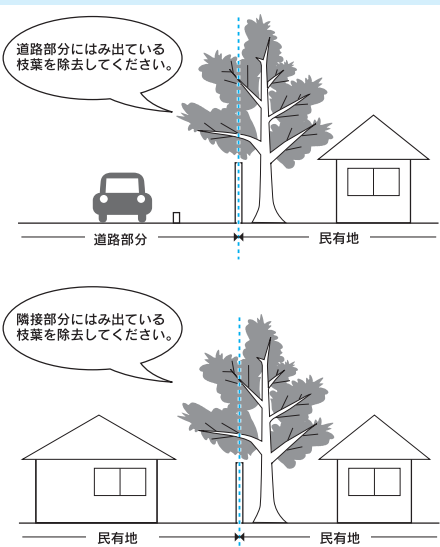 道路部分にはみ出ている
枝葉を除去してください。
道路部分
民有地
隣接部分にはみ出ている
枝葉を除去してください。
民有地
民有地